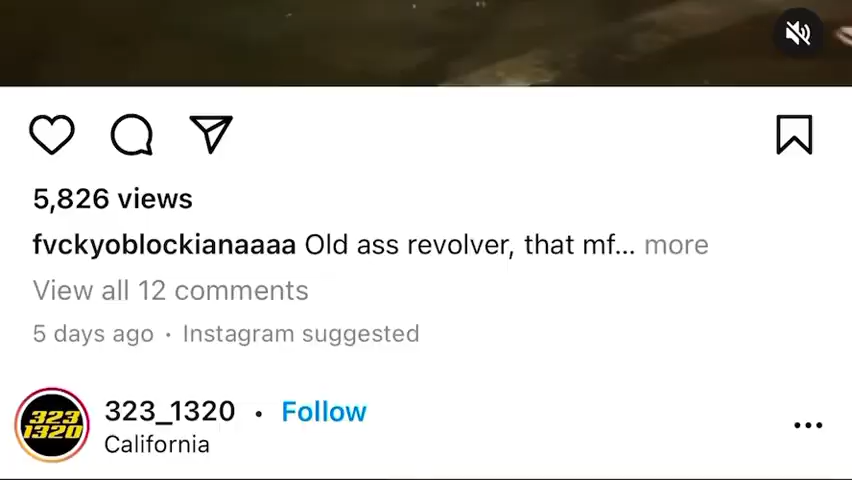 5,826 views
fvckyoblockianaaaa Old ass revolver, that mf... more
View all 12 comments
5 days ago · Instagram suggested
323
1320
323_1320 · Follow
California